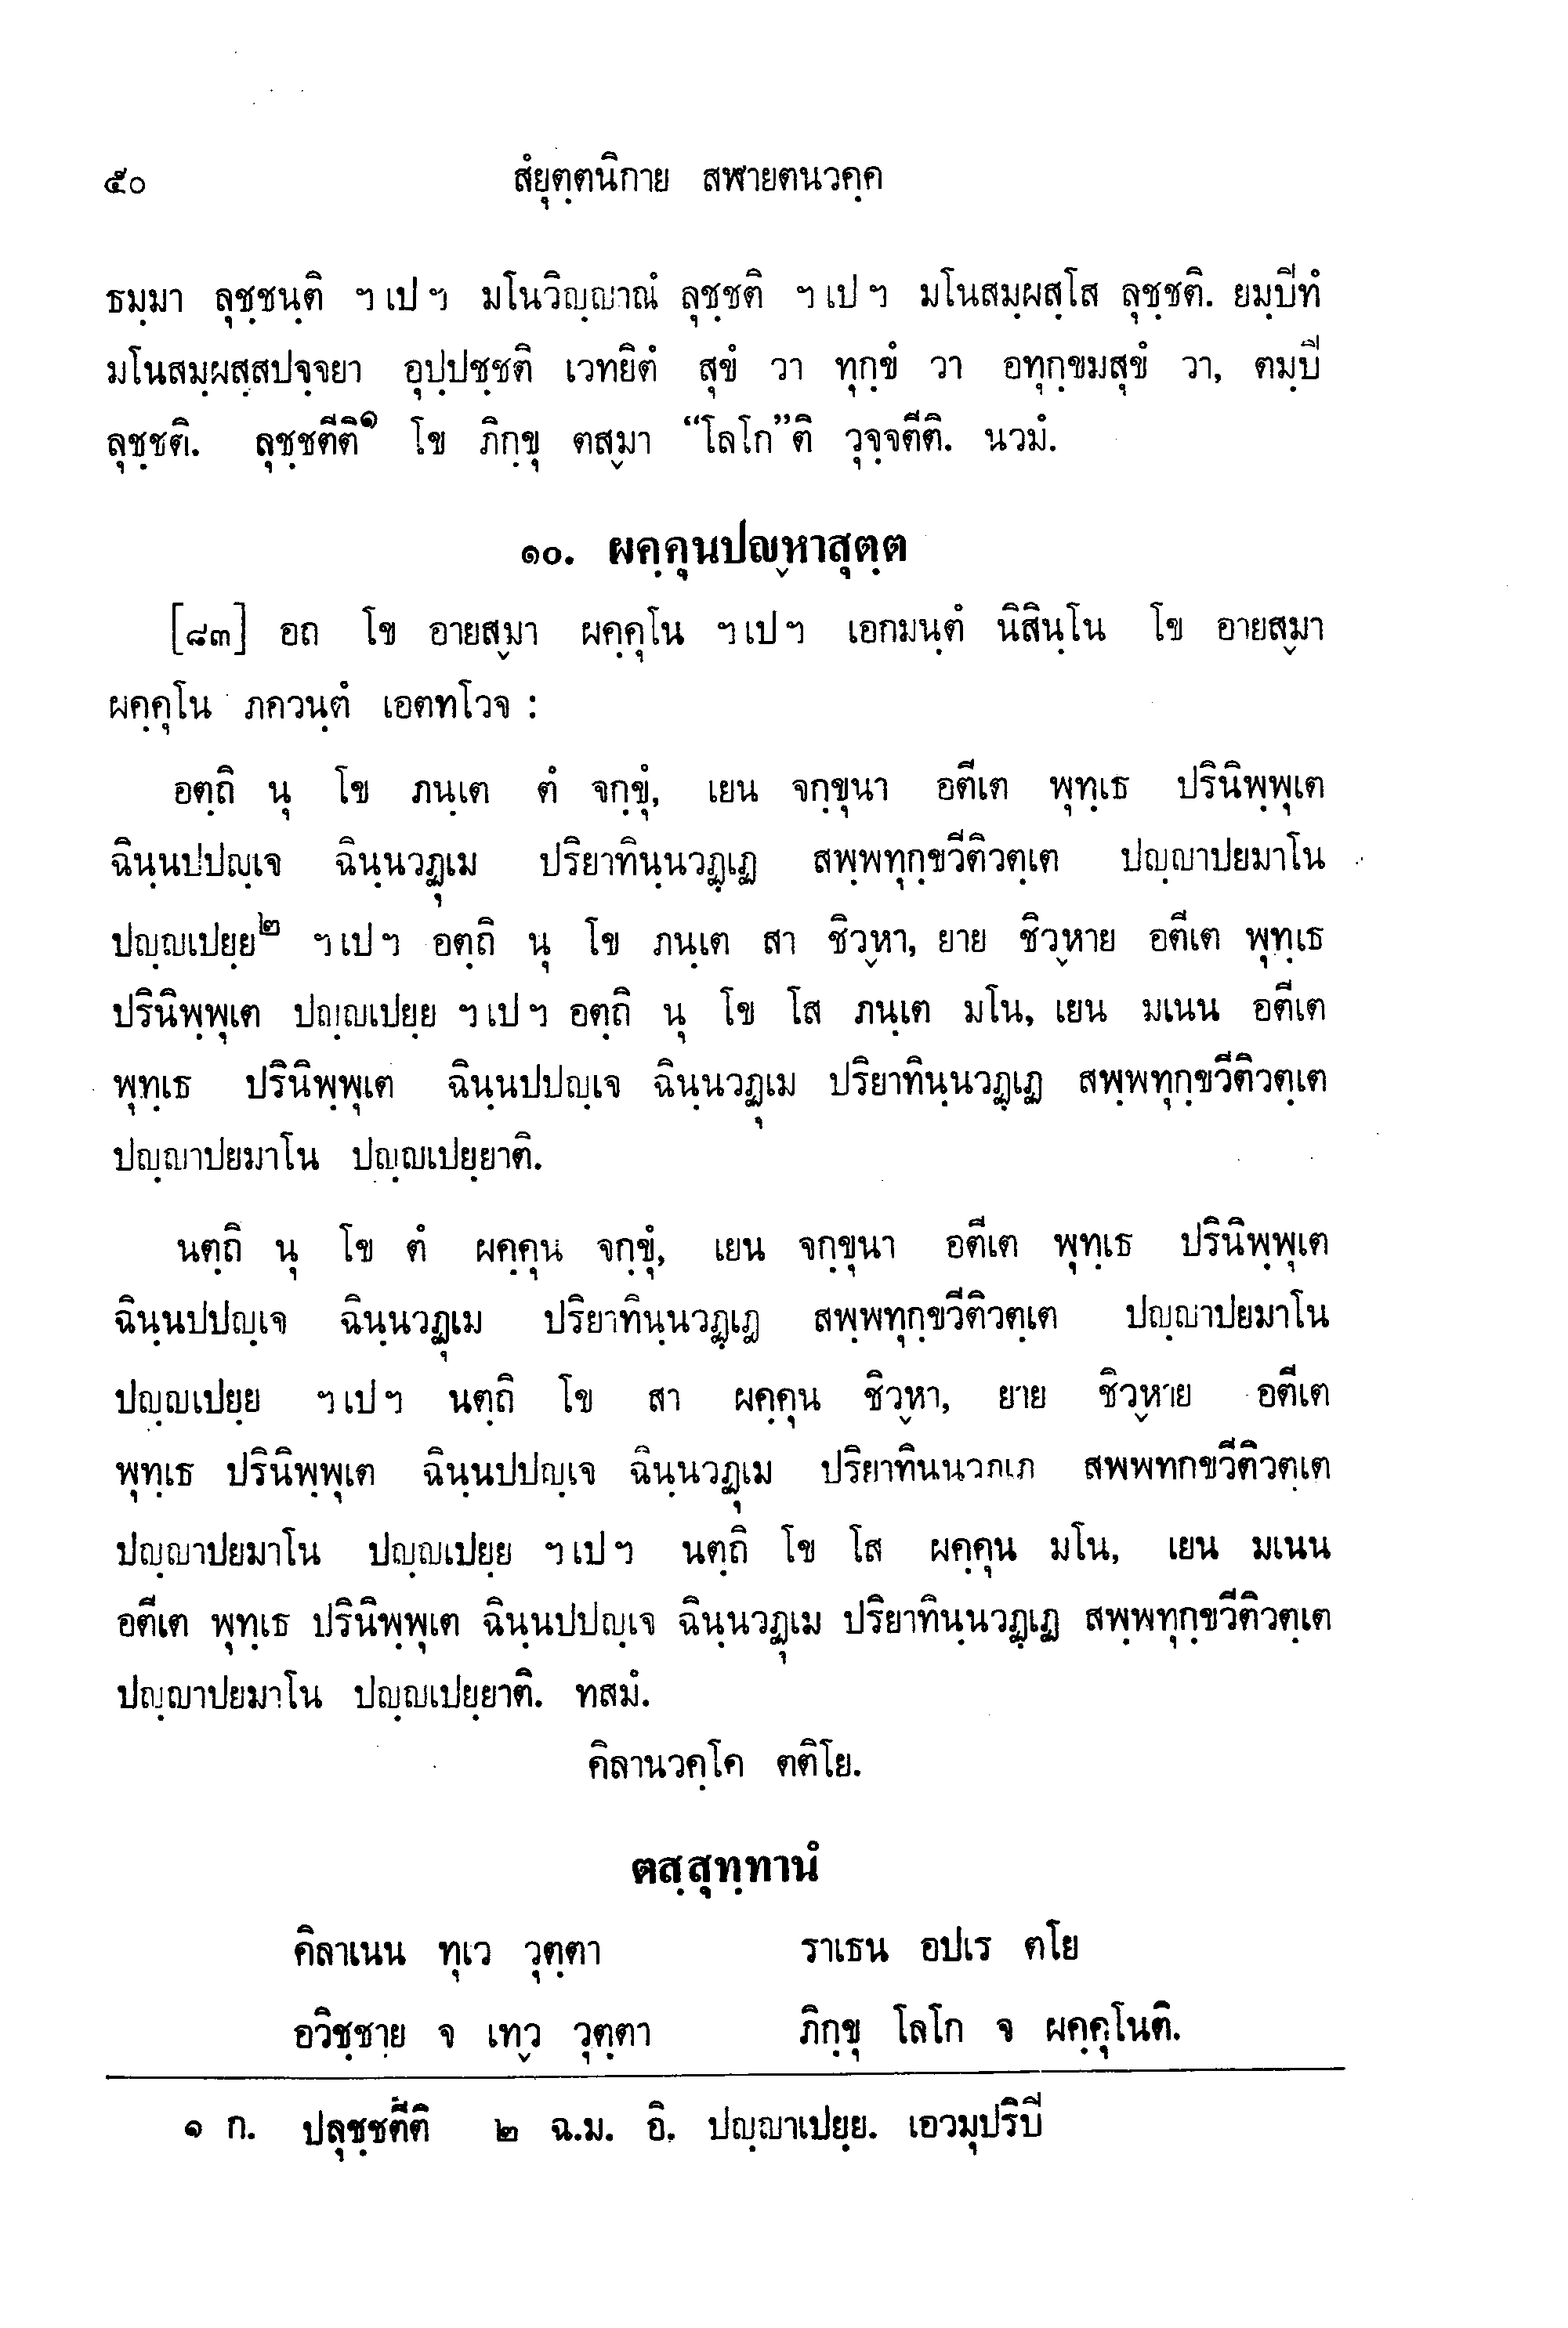 ๕๐ สํยุตฺตนิกาย สฬายตนวคฺค
ธมฺมา ลุชฺชนฺติ ฯ เป ฯ มโนวิญฺญาณํ ลุชฺชติ ฯ เป ฯ มโนสมฺผสฺโส ลุชฺชติ. ยมฺปีทํ
มโนสมฺผสฺสปจฺจยา อุปฺปชฺชติ เวทยิตํ สุขํ วา ทุกฺขํ วา อทุกฺขมสุขํ วา, ตมฺปิ
ลุชฺชติ. ลุชฺชตีติ๑ โข ภิกฺขุ ตสฺมา “โลโก”ติ วุจฺจตีติ. นวมํ.
๑๐. ผคฺคุนปญฺหาสุตฺต
[๘๓] อถ โข อายสฺมา ผคฺคุโน ฯ เป ฯ เอกมนฺตํ นิสินฺโน โข อายสฺมา
ผคฺคุโน ภควนฺตํ เอตทโวจ :
อตฺถิ นุ โข ภนฺเต ตํ จกฺขุํ, เยน จกฺขุนา อตีเต พุทฺเธ ปรินิพฺพุเต
ฉินฺนปปญฺเจ ฉินฺนวฏุเม ปริยาทินฺนวฏฺเฏ สพฺพทุกฺขวีติวตฺเต ปญฺญาปยมาโน
ปญฺญเปยฺย๒ ฯ เป ฯ อตฺถิ นุ โข ภนฺเต สา ชิวฺหา, ยาย ชิวฺหาย อตีเต พุทฺเธ
ปรินิพฺพุเต ปญฺญเปยฺย ฯ เป ฯ อตฺถิ นุ โข โส ภนฺเต มโน, เยน มเนน อตีเต
พุทฺเธ ปรินิพฺพุเต ฉินฺนปปญฺเจ ฉินฺนวฏุเม ปริยาทินฺนวฏฺเฏ สพฺพทุกฺขวีติวตฺเต
ปญฺญาปยมาโน ปญฺญเปยฺยาติ.
นตฺถิ นุ โข ตํ ผคฺคุน จกฺขุํ, เยน จกฺขุนา อตีเต พุทฺเธ ปรินิพฺพุเต
ฉินฺนปปญฺเจ ฉินฺนวฏุเม ปริยาทินฺนวฏฺเฏ สพฺพทุกฺขวีติวตฺเต ปญฺญาปยมาโน
ปญฺญเปยฺย ฯ เป ฯ นตฺถิ โข สา ผคฺคุน ชิวฺหา, ยาย ชิวฺหาย อตีเต
พุทฺเธ ปรินิพฺพุเต ฉินฺนปปญฺเจ ฉินฺนวฏุเม สพพทกขวีติวตฺเต
ปญฺญาปยมาโน ปญฺญเปยฺย ฯ เป ฯ นตฺถิ โข โส ผคฺคุน มโน, เยน มเนน
อตีเต พุทฺเธ ปรินิพฺพุเต ฉินฺนปปญฺเจ ฉินฺนวฏุเม ปริยาทินฺนวฏฺเฏ สพฺพทุกฺขวีติวตฺเต
ปญฺญาปยมาโน ปญฺญเปยฺยาติ. ทสมํ.
คิลานวคฺโค ตติโย.
ตสฺสุทฺทานํ
คิลาเนน ทุเว วุตฺตา ราเธน อปเร ตโย
อวิชฺชาย จ เทฺว วุตฺตา ภิกฺขุ โลโก จ ผคฺคุโนติ.
๑ ก. ปลุชฺชตีติ ๒ ฉ.ม. อิ. ปญฺญาเปยฺย. เอวมุปริปิ